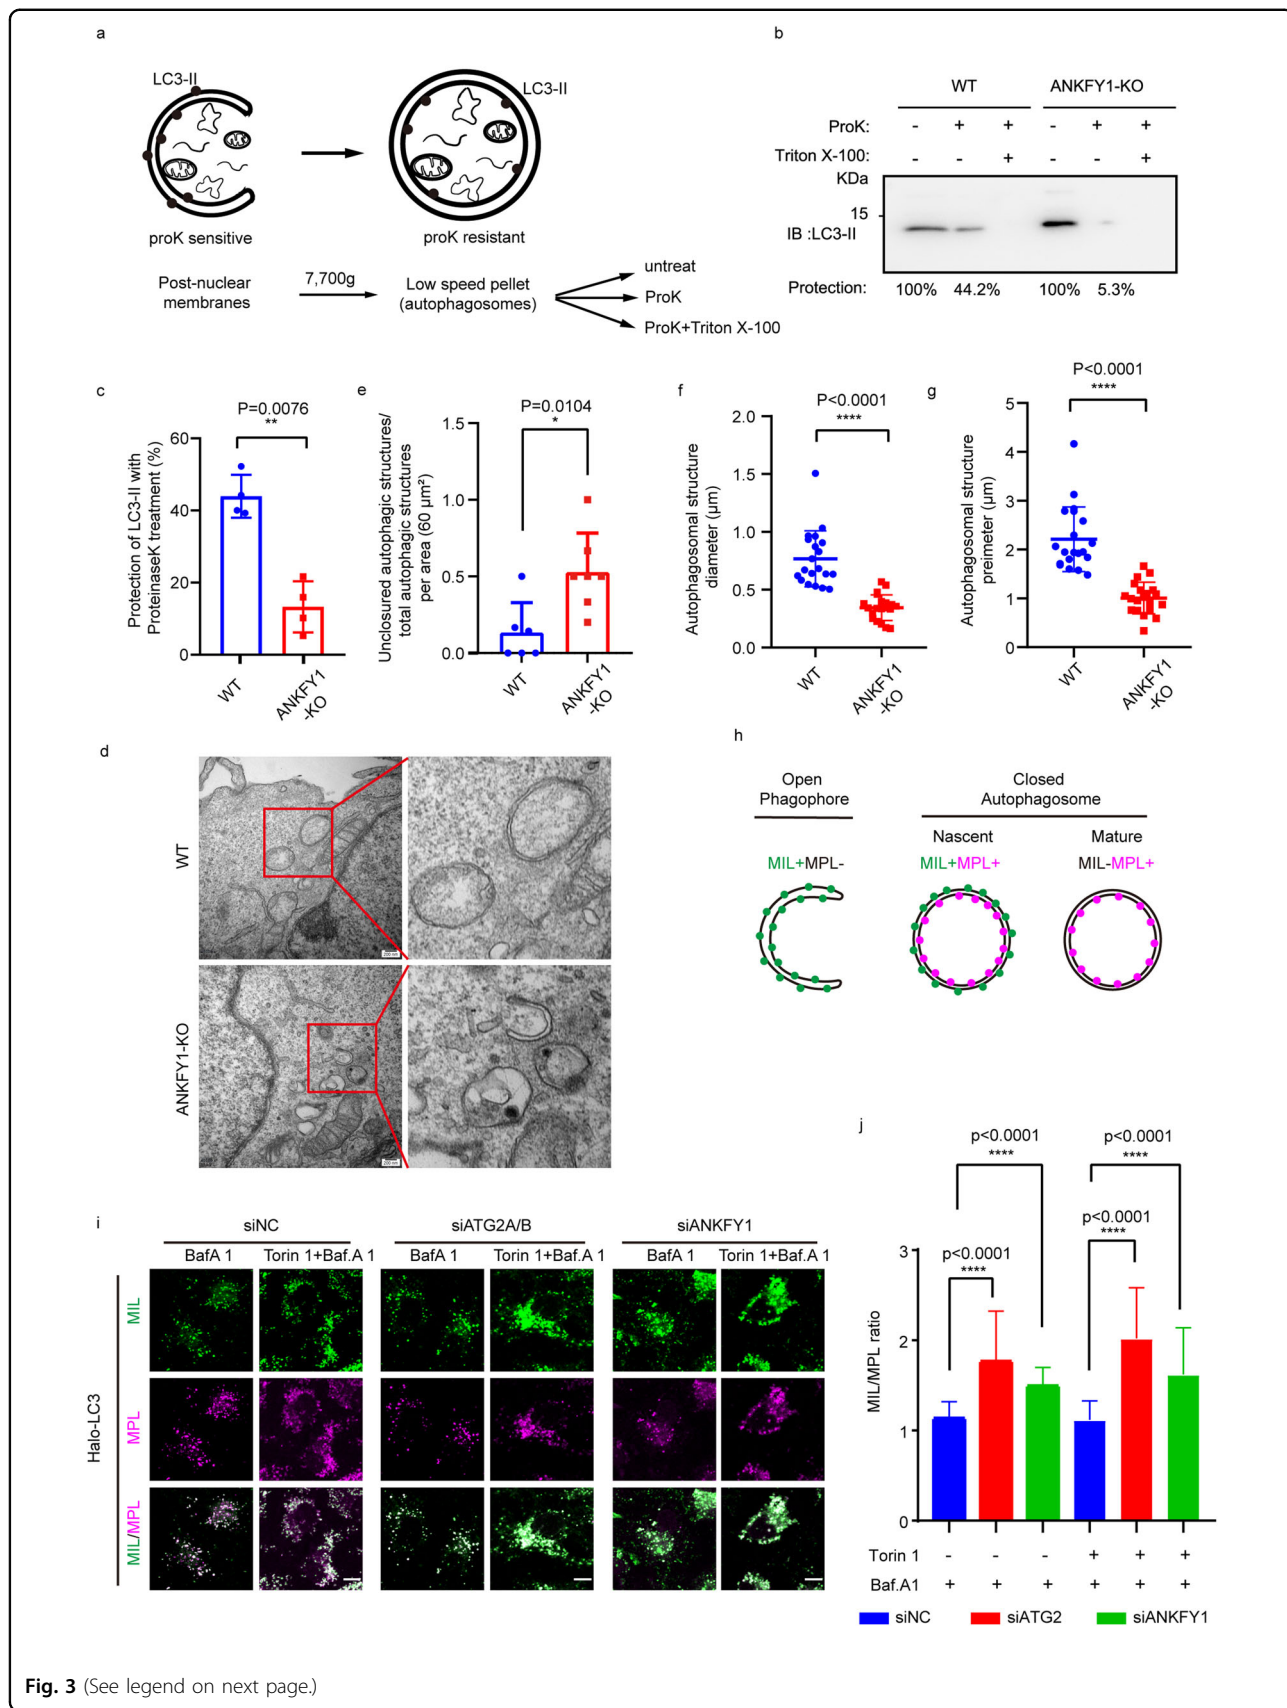 a
LC3-II
LC3-II
proK sensitive
proK resistant
Post-nuclear
membranes
7,700g
Low speed pellet
(autophagosomes)
untreat
ProK
ProK+Triton X-100
b
WT
ANKFY1-KO
ProK: - + + - + +
Triton X-100: - - + - - +
KDa
15
IB :LC3-II
Protection: 100% 44.2% 100% 5.3%
c
P=0.0076
**
Protection of LC3-II with
ProteinaseK treatment (%)
60
40
20
0
WT
ANKFY1
-KO
e
P=0.0104
*
Unclosured autophagic structures/
total autophagic structures
per area (60 µm²)
1.5
1.0
0.5
0.0
WT
ANKFY1
-KO
f
P<0.0001
****
Autophagosomal structure
diameter (µm)
2.0
1.5
1.0
0.5
0.0
WT
ANKFY1
-KO
g
P<0.0001
****
Autophagosomal structure
preimeter (µm)
5
4
3
2
1
0
WT
ANKFY1
-KO
d
WT
200 nm
ANKFY1-KO
200 nm
h
Open
Phagophore
Closed
Autophagosome
Nascent
Mature
MIL+MPL-
MIL+MPL+
MIL-MPL+
i
siNC
siATG2A/B
siANKFY1
BafA 1
Torin 1+Baf.A 1
BafA 1
Torin 1+Baf.A 1
BafA 1
Torin 1+Baf.A 1
Halo-LC3
MIL
MPL
MIL/MPL
j
p<0.0001
****
p<0.0001
****
p<0.0001
****
p<0.0001
****
MIL/MPL ratio
3
2
1
0
Torin 1 - - - + + +
Baf.A1 + + + + + +
siNC
siATG2
siANKFY1
Fig. 3 (See legend on next page.)